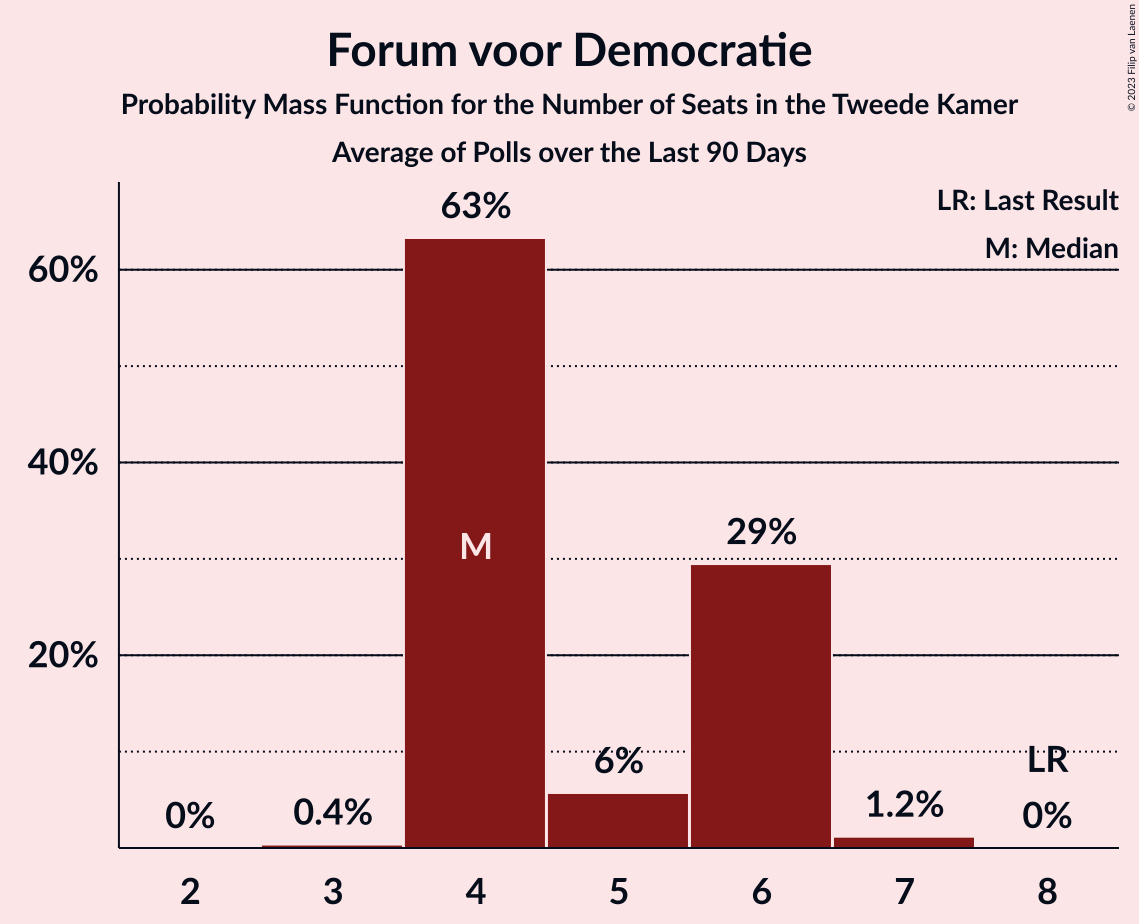 Forum voor Democratie
Probability Mass Function for the Number of Seats in the Tweede Kamer
Average of Polls over the Last 90 Days
© 2023 Filip van Laenen
LR: Last Result
M: Median
63%
60%
40%
M
29%
20%
6%
LR
0%
0.4%
1.2%
0%
2 3 4 5 6 7 8